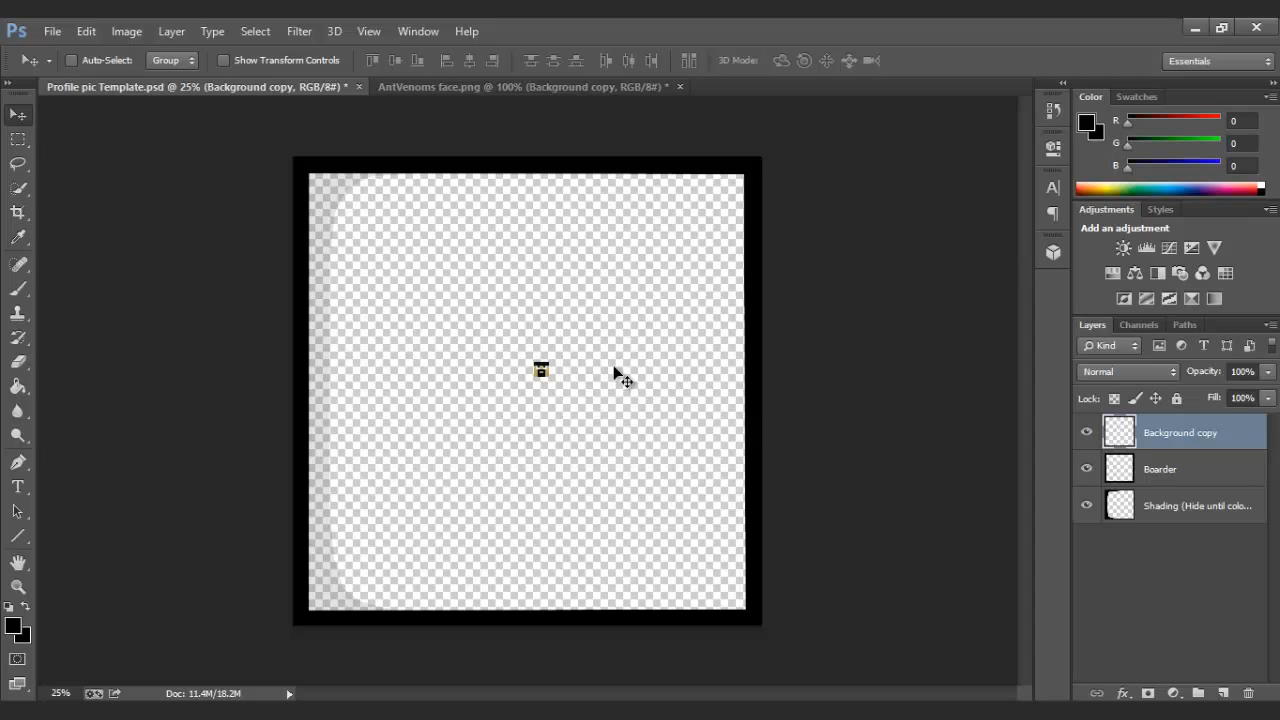 Ps File Edit Image Layer Type Select Filter 3D View Window Help
Auto-Select: Group Show Transform Controls 3D Mode: Essentials
Profile pic Template.psd @ 25% (Background copy, RGB/8#) * × AntVenoms face.png @ 100% (Background copy, RGB/8#) * ×
Color Swatches
R 0
G 0
B 0
Adjustments Styles
Add an adjustment
Layers Channels Paths
Kind
Normal Opacity: 100%
Lock: Fill: 100%
Background copy
Boarder
Shading (Hide until colo...
25% Doc: 11.4M/18.2M